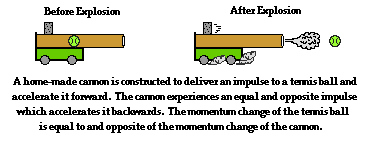 Before Explosion After Explosion
A home-made cannon is constructed to deliver an impulse to a tennis ball and
accelerate it forward. The cannon experiences an equal and opposite impulse
which accelerates it backwards. The momentum change of the tennis ball
is equal to and opposite of the momentum change of the cannon.